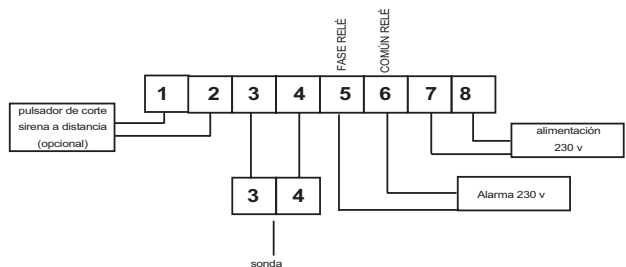 FASE RELÉ
COMÚN RELÉ
1 2 3 4 5 6 7 8
pulsador de corte
sirena a distancia
(opcional)
alimentación
230 v
3 4
Alarma 230 v
sonda